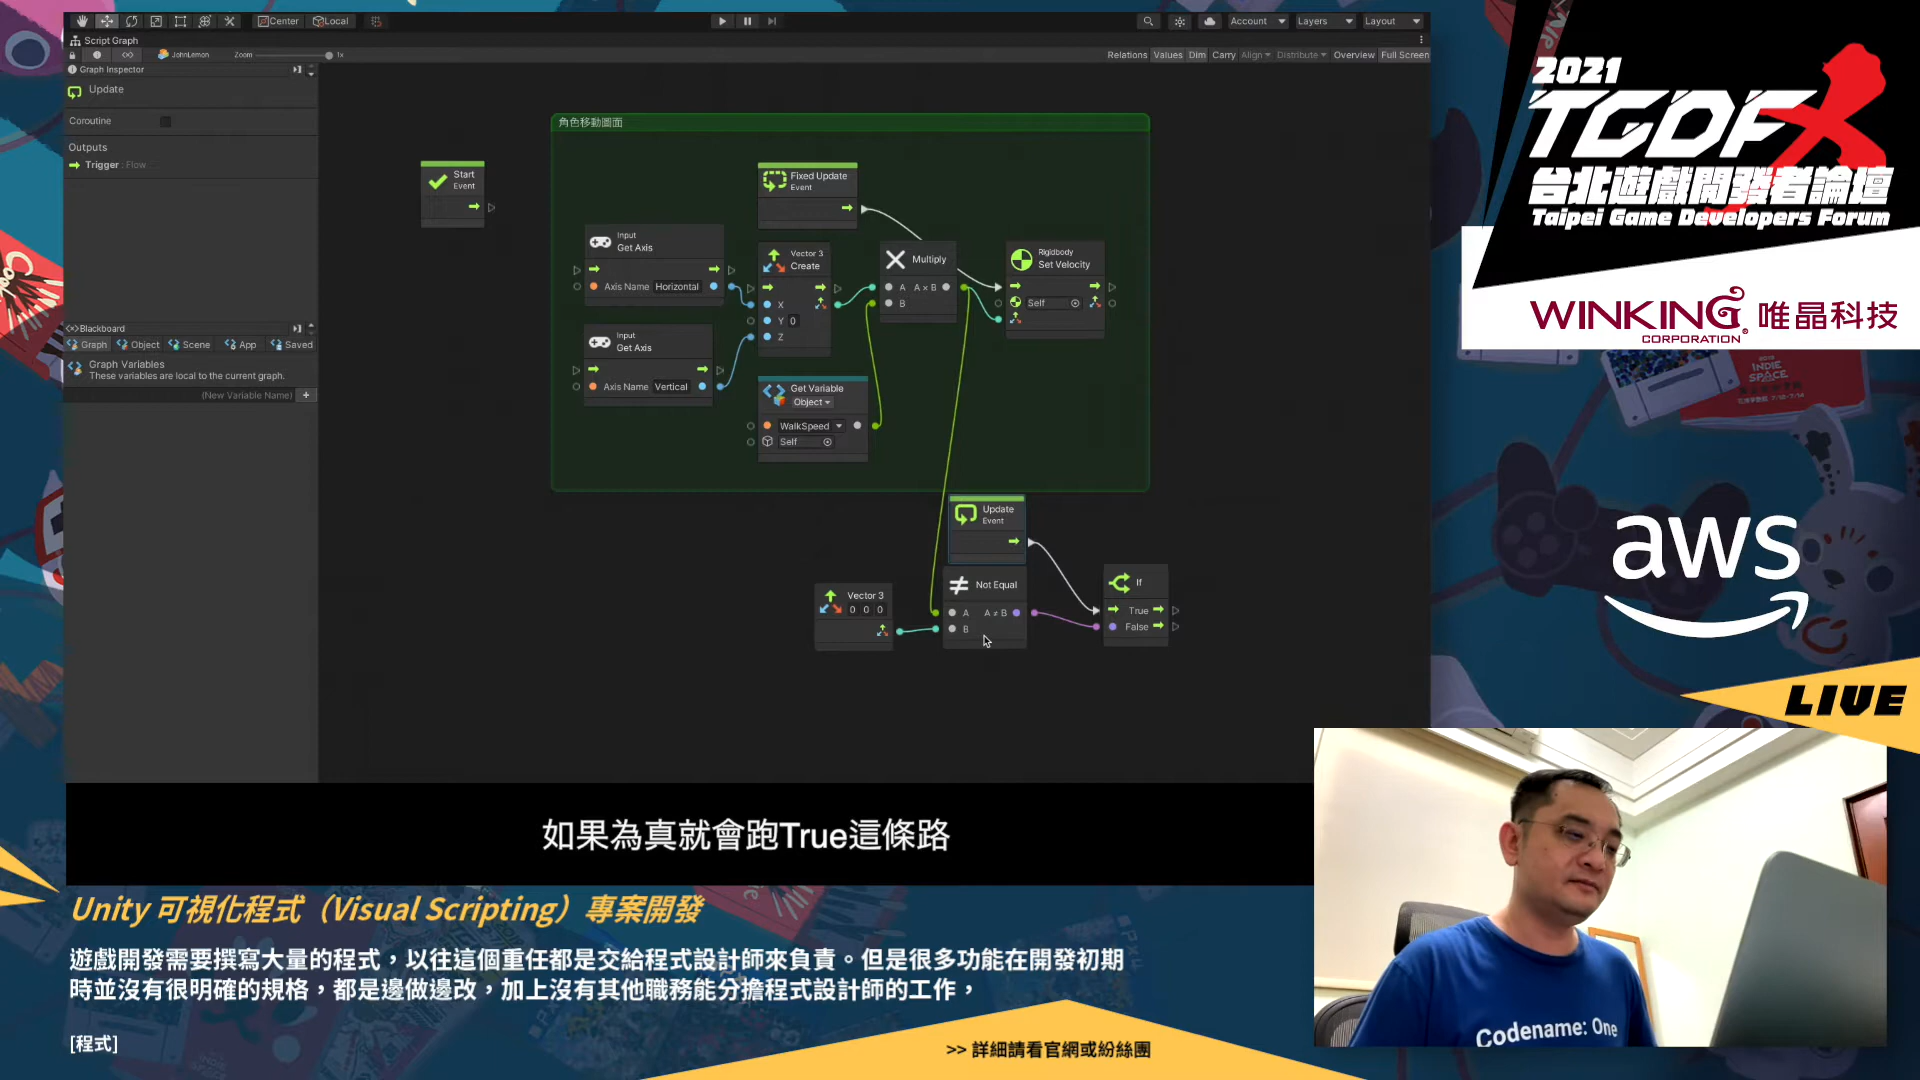 Center
Local
Account
Layers
Layout
Script Graph
JohnLemon
Zoom
1x
Relations Values Dim Carry Align Distribute Overview Full Screen
Graph Inspector
Update
Coroutine
Outputs
Trigger : Flow
Blackboard
Graph Object Scene App Saved
Graph Variables
These variables are local to the current graph.
(New Variable Name) +
角色移動圖面
Start
Event
Fixed Update
Event
Input
Get Axis
Axis Name Horizontal
Input
Get Axis
Axis Name Vertical
Vector 3
Create
X
Y 0
Z
Get Variable
Object
WalkSpeed
Self
Multiply
A A × B
B
Rigidbody
Set Velocity
Self
Update
Event
Vector 3
0 0 0
Not Equal
A A ≠ B
B
If
True
False
2021
TGDF
台北遊戲開發者論壇
Taipei Game Developers Forum
WINKING 唯晶科技
CORPORATION
2018
INDIE
SPACE
aws
LIVE
Codename: One
如果為真就會跑True這條路
Unity 可視化程式（Visual Scripting）專案開發
遊戲開發需要撰寫大量的程式，以往這個重任都是交給程式設計師來負責。但是很多功能在開發初期
時並沒有很明確的規格，都是邊做邊改，加上沒有其他職務能分擔程式設計師的工作，
[程式]
>> 詳細請看官網或紛絲團